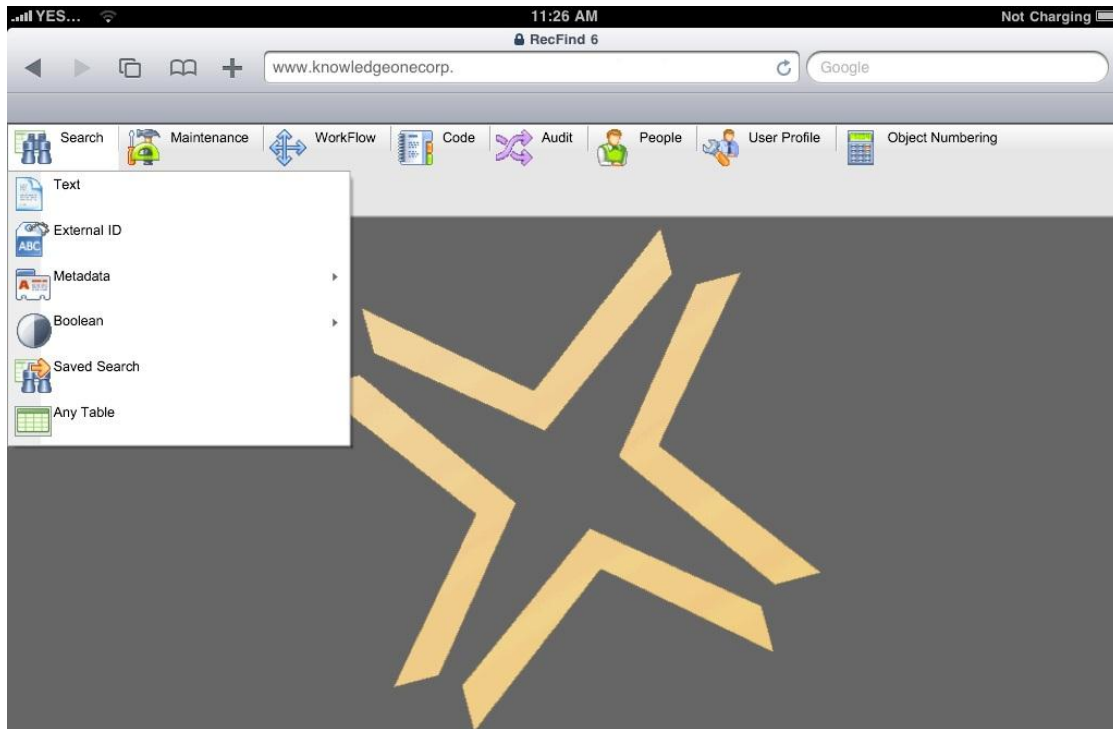 YES... 11:26 AM Not Charging
RecFind 6
www.knowledgeonecorp. Google
Search Maintenance WorkFlow Code Audit People User Profile Object Numbering
Text
External ID
ABC
Metadata
A
Boolean
Saved Search
Any Table